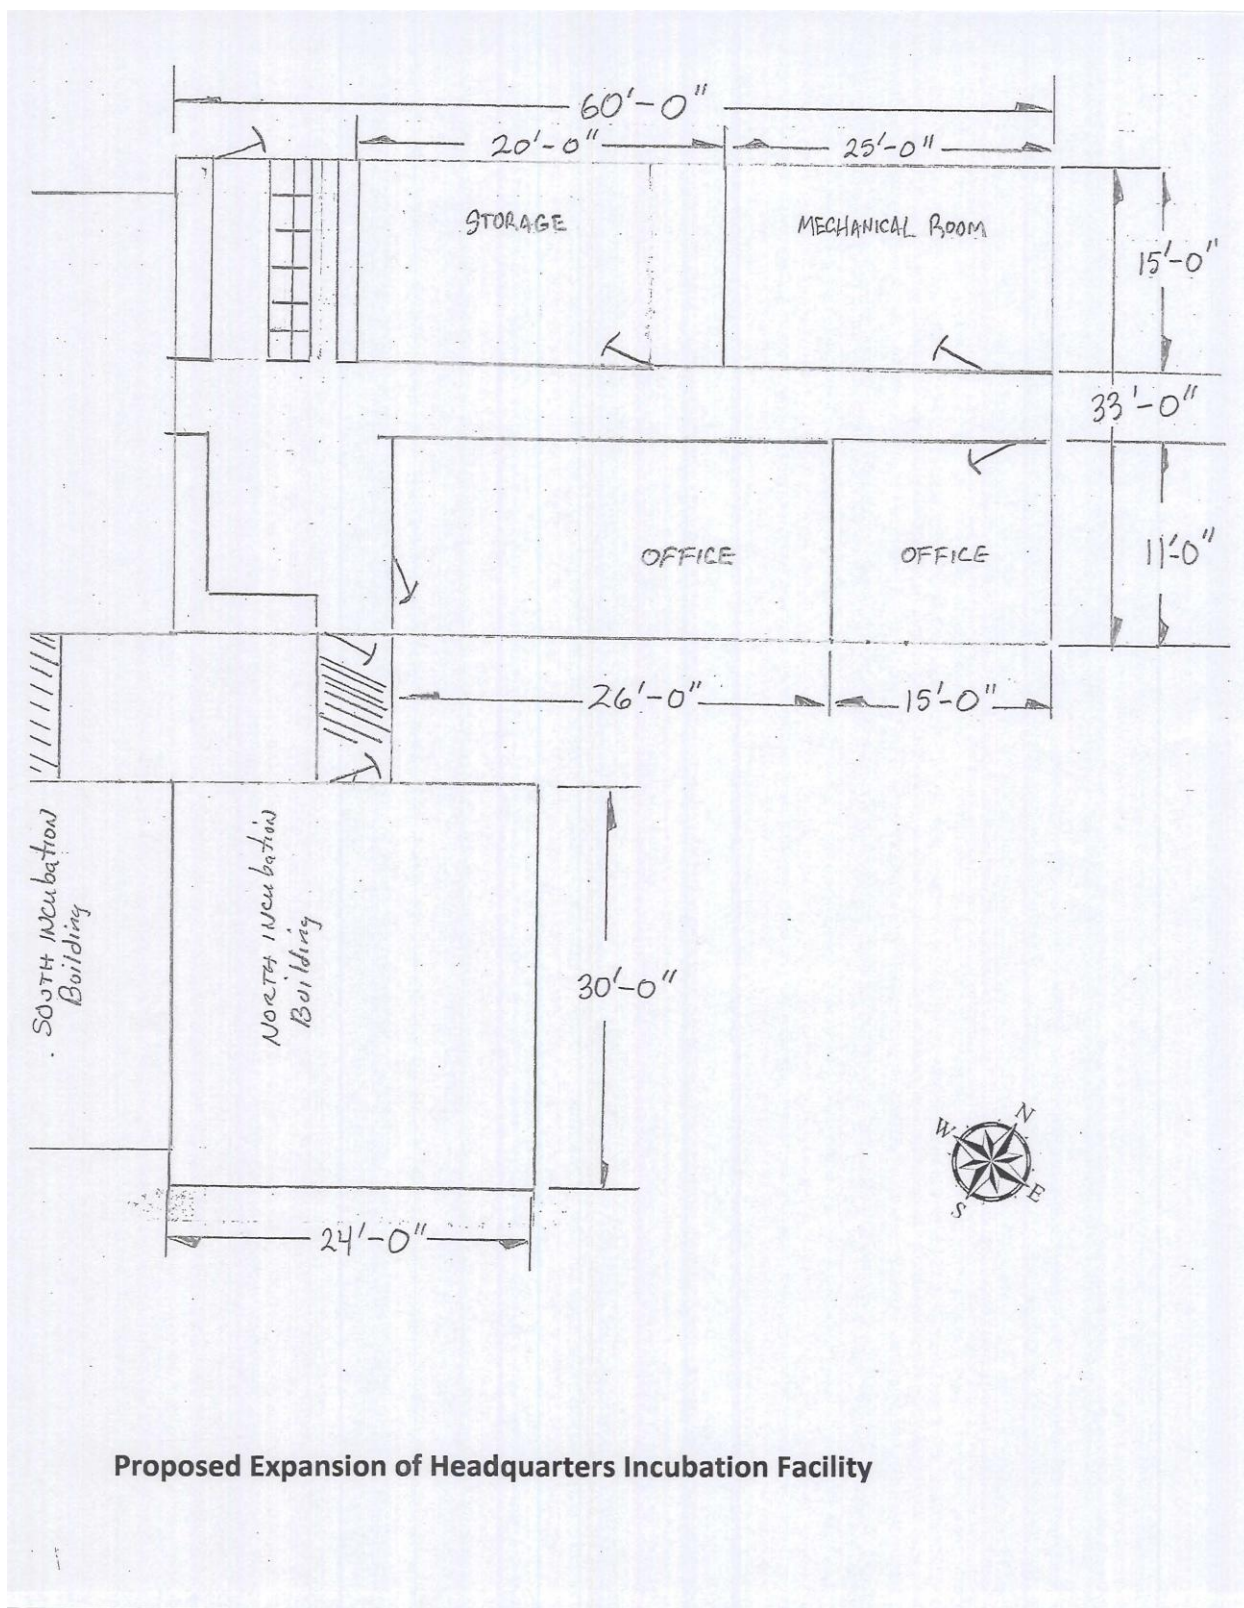 60'-0"
20'-0"
25'-0"
STORAGE
MECHANICAL ROOM
15'-0"
33'-0"
OFFICE
OFFICE
11'-0"
26'-0"
15'-0"
SOUTH INCubation
Building
NORTH INCubation
Building
30'-0"
N
W
E
S
24'-0"
Proposed Expansion of Headquarters Incubation Facility